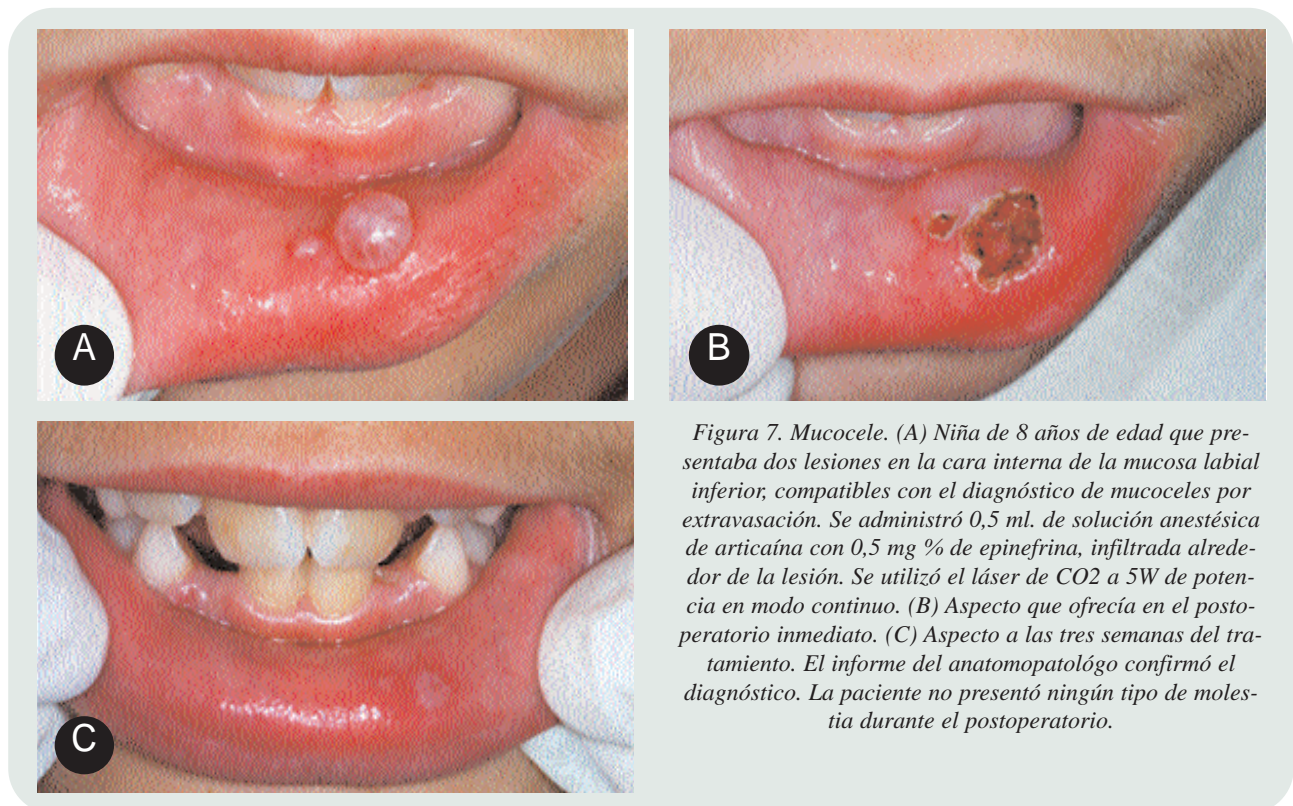 A
B
C
Figura 7. Mucocele. (A) Niña de 8 años de edad que pre-
sentaba dos lesiones en la cara interna de la mucosa labial
inferior, compatibles con el diagnóstico de mucoceles por
extravasación. Se administró 0,5 ml. de solución anestésica
de articaína con 0,5 mg % de epinefrina, infiltrada alrede-
dor de la lesión. Se utilizó el láser de CO2 a 5W de poten-
cia en modo continuo. (B) Aspecto que ofrecía en el posto-
peratorio inmediato. (C) Aspecto a las tres semanas del tra-
tamiento. El informe del anatomopatológo confirmó el
diagnóstico. La paciente no presentó ningún tipo de moles-
tia durante el postoperatorio.